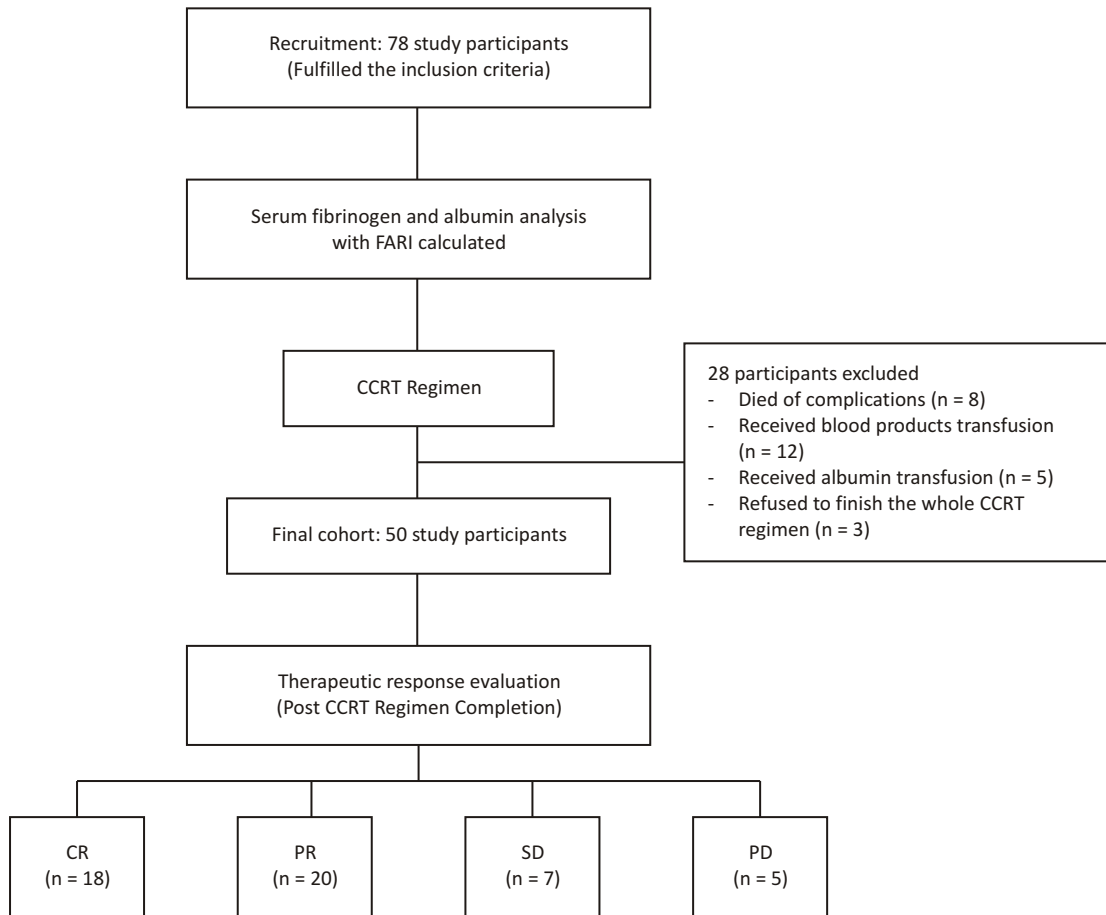 Recruitment: 78 study participants
(Fulfilled the inclusion criteria)
Serum fibrinogen and albumin analysis
with FARI calculated
CCRT Regimen
28 participants excluded
- Died of complications (n = 8)
- Received blood products transfusion
(n = 12)
- Received albumin transfusion (n = 5)
- Refused to finish the whole CCRT
regimen (n = 3)
Final cohort: 50 study participants
Therapeutic response evaluation
(Post CCRT Regimen Completion)
CR
(n = 18)
PR
(n = 20)
SD
(n = 7)
PD
(n = 5)